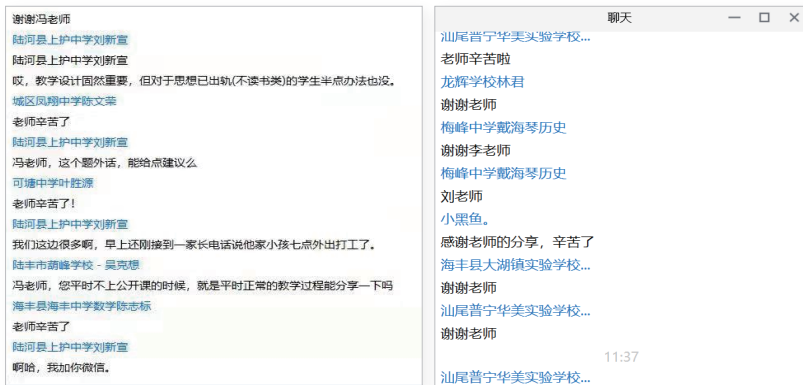 谢谢冯老师
陆河县上护中学刘新宣
陆河县上护中学刘新宣
哎，教学设计固然重要，但对于思想已出轨(不读书类)的学生半点办法也没。
城区凤翔中学陈文荣
老师辛苦了
陆河县上护中学刘新宣
冯老师，这个题外话，能给点建议么
可塘中学叶胜源
老师辛苦了！
陆河县上护中学刘新宣
我们这边很多啊，早上还刚接到一家长电话说他家小孩七点外出打工了。
陆丰市葫峰学校 - 吴克想
冯老师，您平时不上公开课的时候，就是平时正常的教学过程能分享一下吗
海丰县海丰中学数学陈志标
老师辛苦了
陆河县上护中学刘新宣
啊哈，我加你微信。
聊天
汕尾普宁华美实验学校...
老师辛苦啦
龙辉学校林君
谢谢老师
梅峰中学戴海琴历史
谢谢李老师
梅峰中学戴海琴历史
刘老师
小黑鱼。
感谢老师的分享，辛苦了
海丰县大湖镇实验学校...
谢谢老师
汕尾普宁华美实验学校...
谢谢老师
11:37
汕尾普宁华美实验学校...